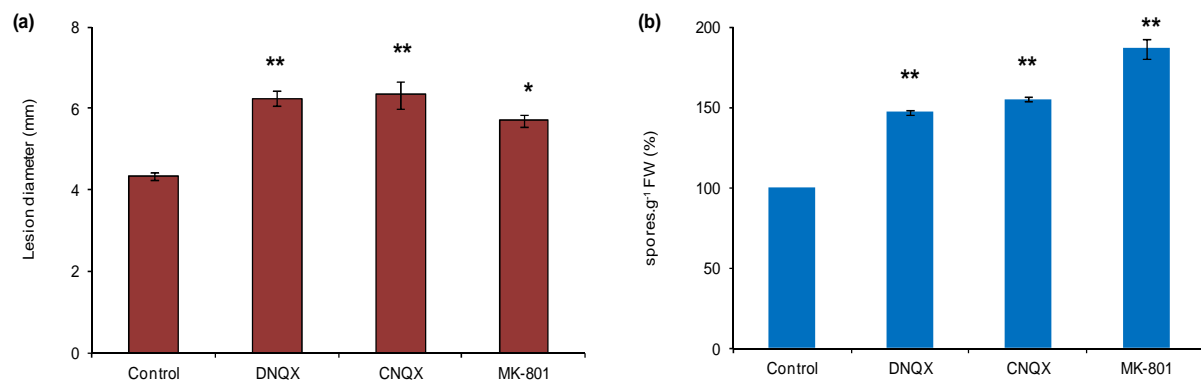 (a)
Lesion diameter (mm)
8
6
4
2
0
**
**
*
Control DNQX CNQX MK-801
(b)
spores.g⁻¹ FW (%)
200
150
100
50
0
**
**
**
Control DNQX CNQX MK-801